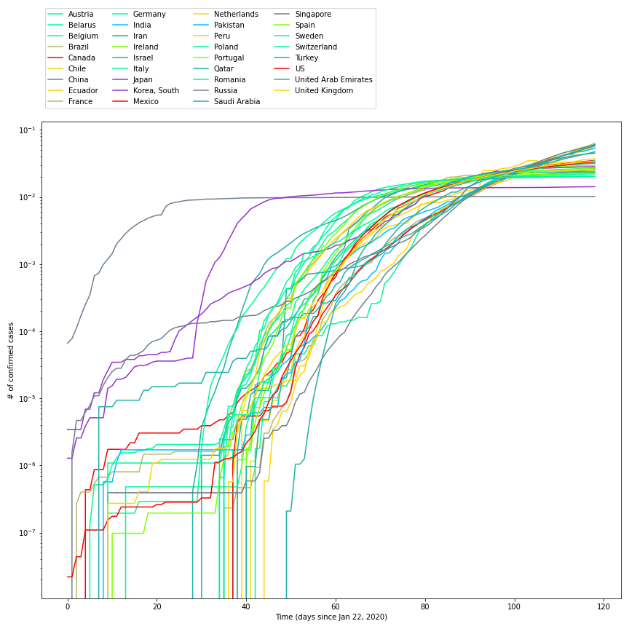 Austria Germany Netherlands Singapore
Belarus India Pakistan Spain
Belgium Iran Peru Sweden
Brazil Ireland Poland Switzerland
Canada Israel Portugal Turkey
Chile Italy Qatar US
China Japan Romania United Arab Emirates
Ecuador Korea, South Russia United Kingdom
France Mexico Saudi Arabia
10⁻¹
10⁻²
10⁻³
10⁻⁴
10⁻⁵
10⁻⁶
10⁻⁷
# of confirmed cases
0 20 40 60 80 100 120
Time (days since Jan 22, 2020)